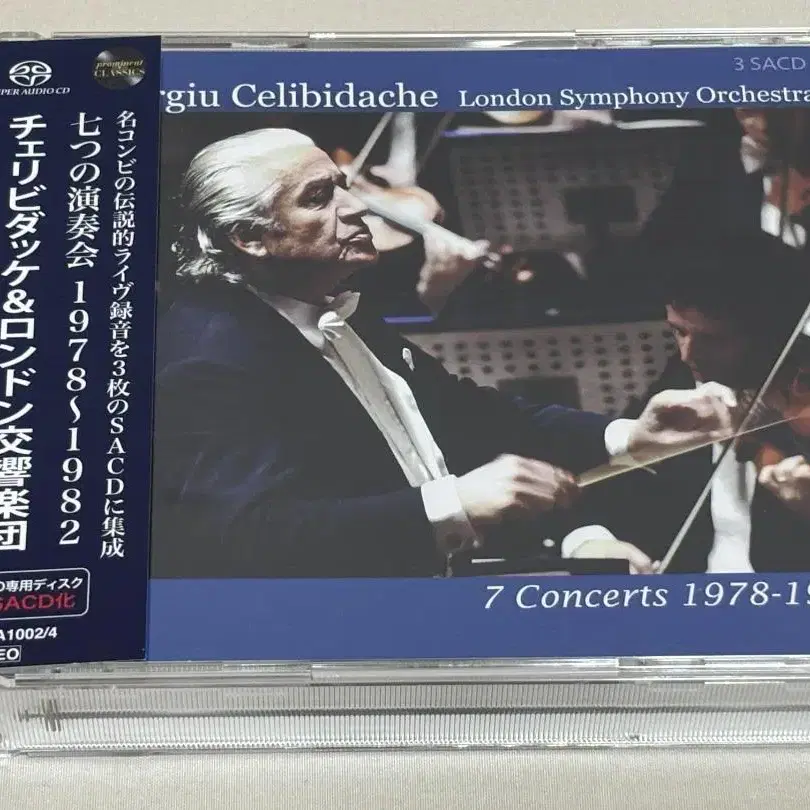 prominent
CLASSICS
SUPER AUDIO CD
名コンビの伝説的ライヴ録音を3枚のSACDに集成
七つの演奏会 1978～1982
チェリビダッケ&ロンドン交響楽団
専用ディスク
SACD化
A1002/4
3 SACD
rgiu Celibidache London Symphony Orchestra
7 Concerts 1978-19